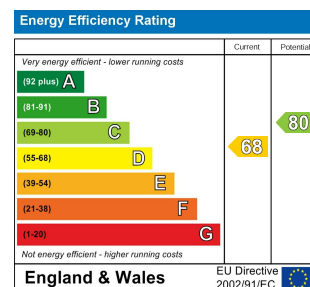 Energy Efficiency Rating
Current Potential
Very energy efficient - lower running costs
(92 plus) A
(81-91) B
(69-80) C
(55-68) D
(39-54) E
(21-38) F
(1-20) G
68
80
Not energy efficient - higher running costs
England & Wales
EU Directive
2002/91/EC